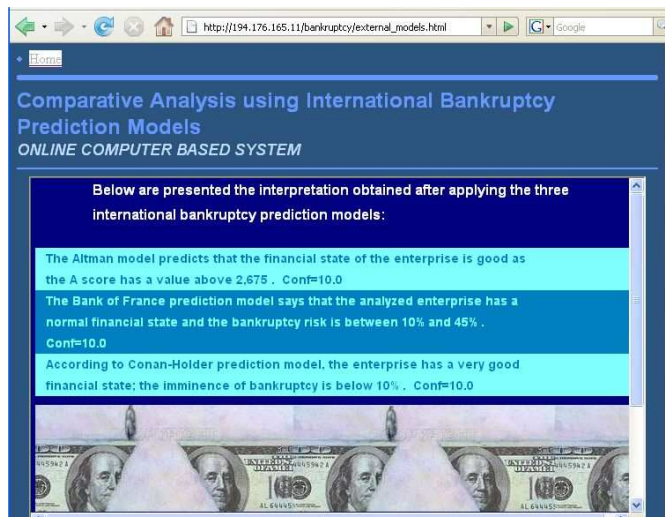 http://194.176.165.11/bankruptcy/external_models.html
G Google
Home
Comparative Analysis using International Bankruptcy
Prediction Models
ONLINE COMPUTER BASED SYSTEM
Below are presented the interpretation obtained after applying the three
international bankruptcy prediction models:
The Altman model predicts that the financial state of the enterprise is good as
the A score has a value above 2,675 . Conf=10.0
The Bank of France prediction model says that the analyzed enterprise has a
normal financial state and the bankruptcy risk is between 10% and 45% .
Conf=10.0
According to Conan-Holder prediction model, the enterprise has a very good
financial state; the imminence of bankruptcy is below 10% . Conf=10.0